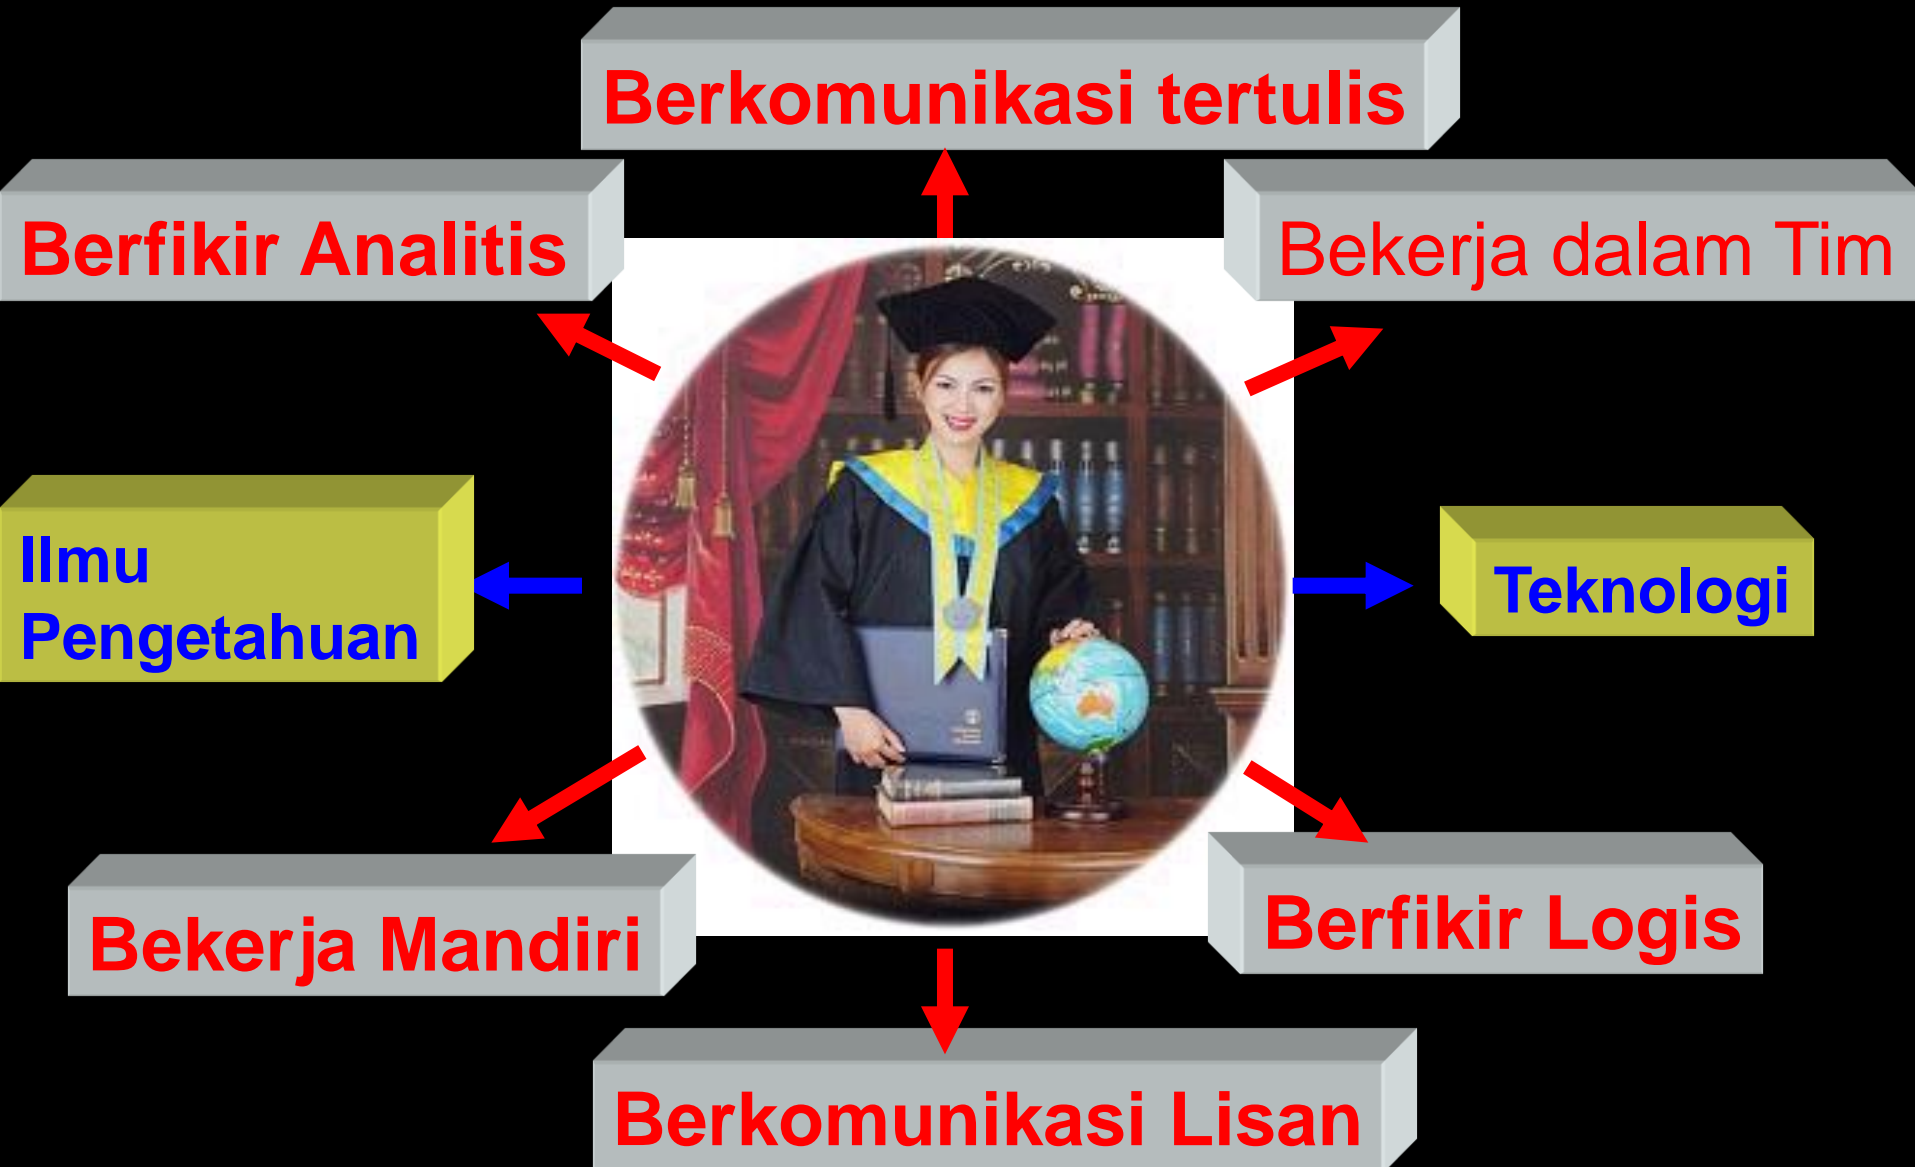 Berkomunikasi tertulis
Berfikir Analitis
Bekerja dalam Tim
Ilmu
Pengetahuan
Teknologi
Bekerja Mandiri
Berfikir Logis
Berkomunikasi Lisan